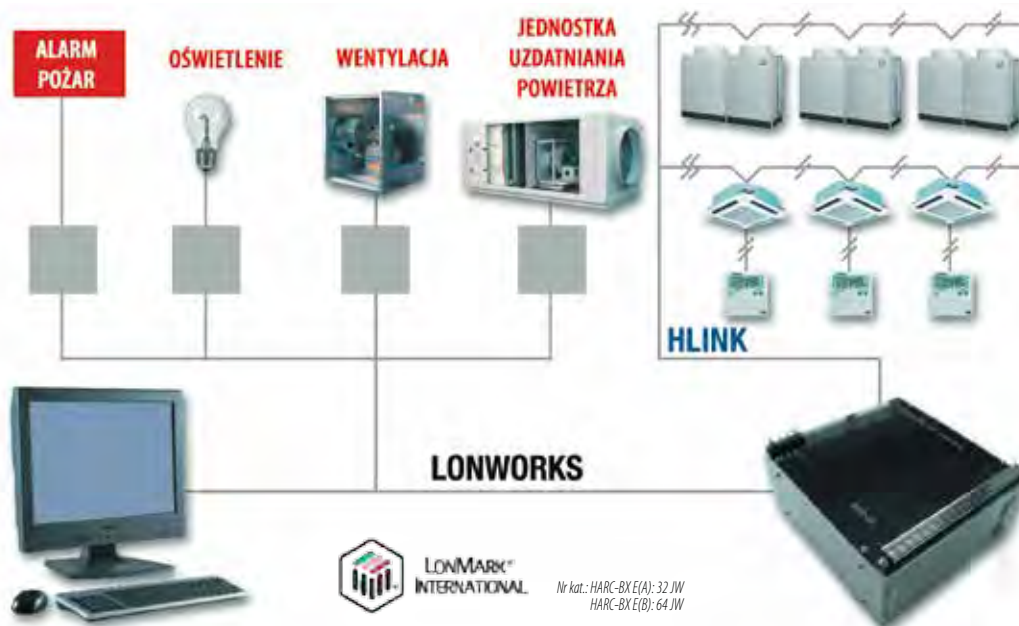 ALARM
POŻAR
OŚWIETLENIE
WENTYLACJA
JEDNOSTKA
UZDATNIANIA
POWIETRZA
HLINK
LONWORKS
LONMARK®
INTERNATIONAL
Nr kat.: HARC-BX E(A): 32 JW
HARC-BX E(B): 64 JW